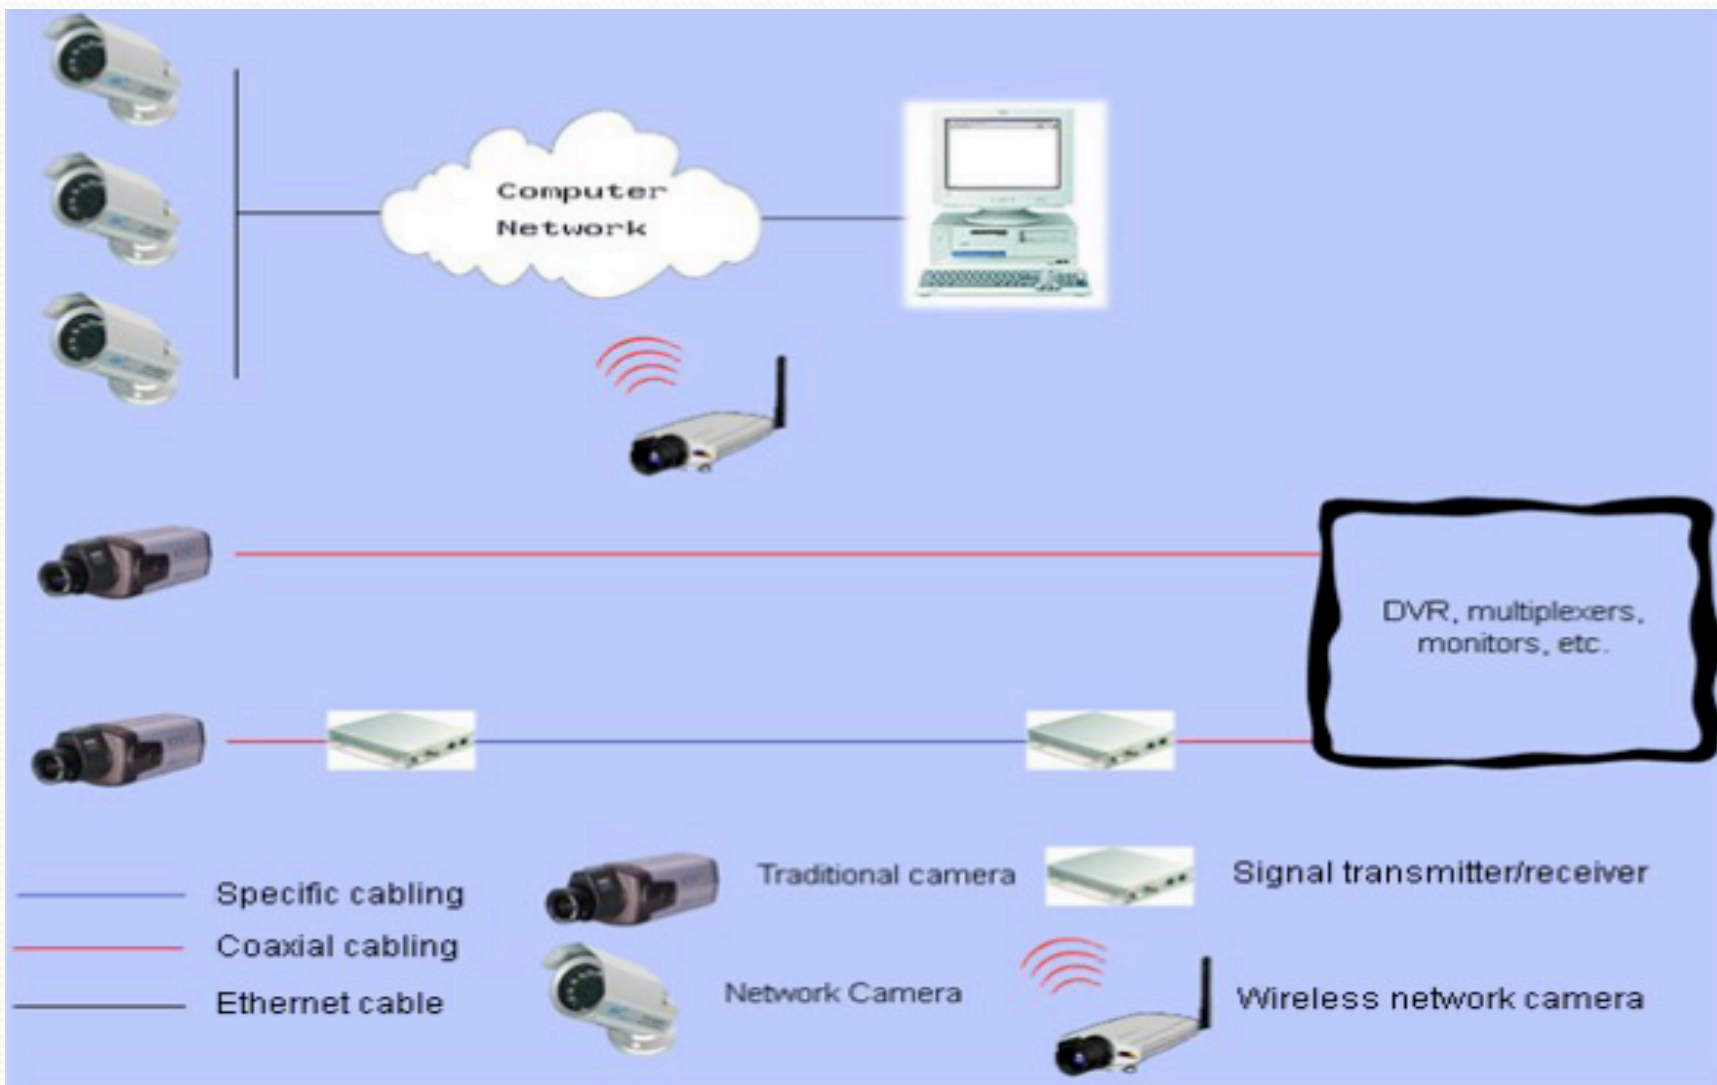 Computer
Network
DVR, multiplexers,
monitors, etc.
Specific cabling
Coaxial cabling
Ethernet cable
Traditional camera
Network Camera
Signal transmitter/receiver
Wireless network camera